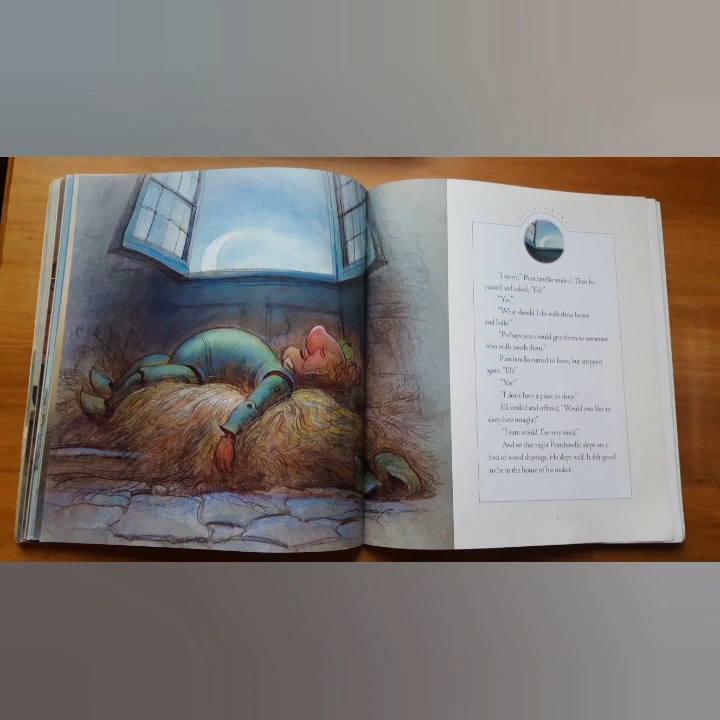 "I won't," Punchinello smiled. Then he
paused and asked, "Eli?"
"Yes."
"What should I do with these boxes
and balls?"
"Perhaps you should give them to someone
who really needs them."
Punchinello turned to leave, but stopped
again. "Eli?"
"Yes?"
"I don't have a place to sleep."
Eli smiled and offered, "Would you like to
sleep here tonight?"
"I sure would. I'm very tired."
And so that night Punchinello slept on a
bed of wood shavings. He slept well. It felt good
to be in the house of his maker.